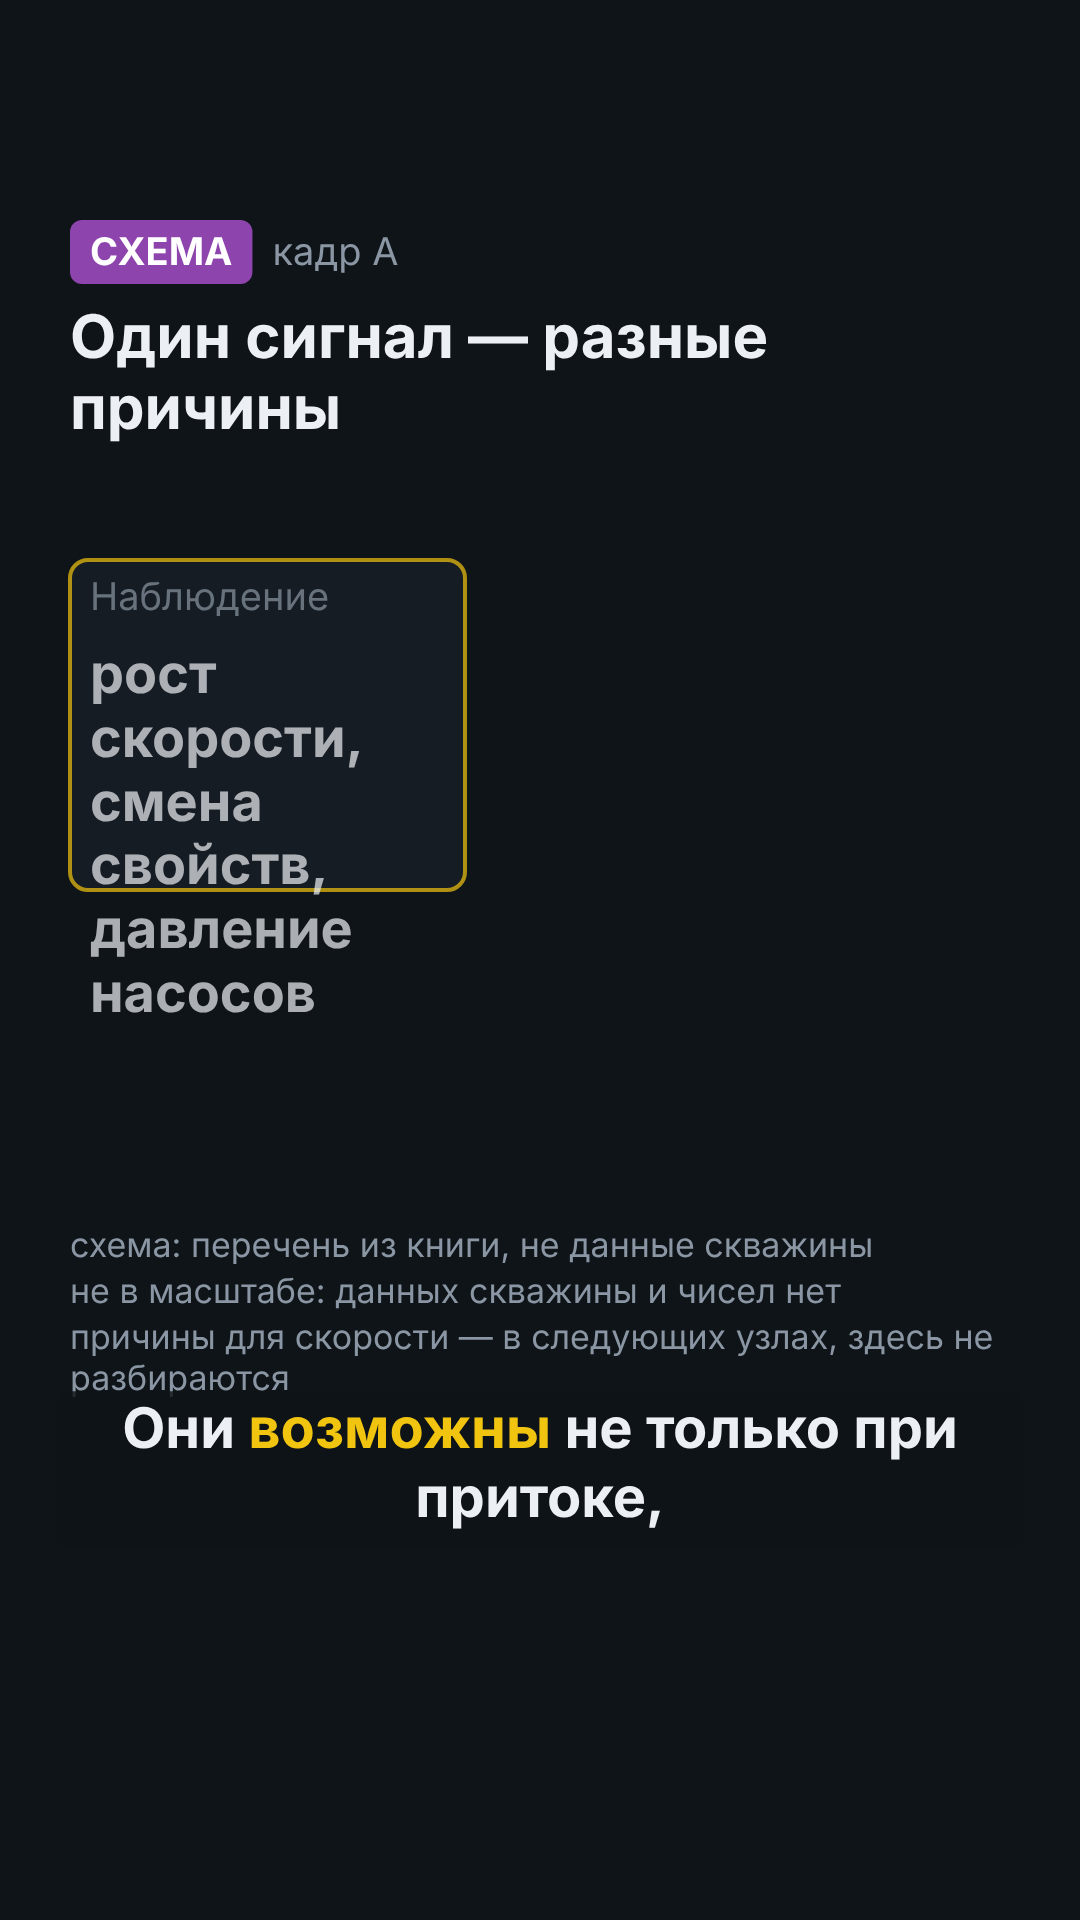 СХЕМА кадр А
Один сигнал — разные
причины
Наблюдение
рост
скорости,
смена
свойств,
давление
насосов
схема: перечень из книги, не данные скважины
не в масштабе: данных скважины и чисел нет
причины для скорости — в следующих узлах, здесь не
разбираются
Они возможны не только при
притоке,